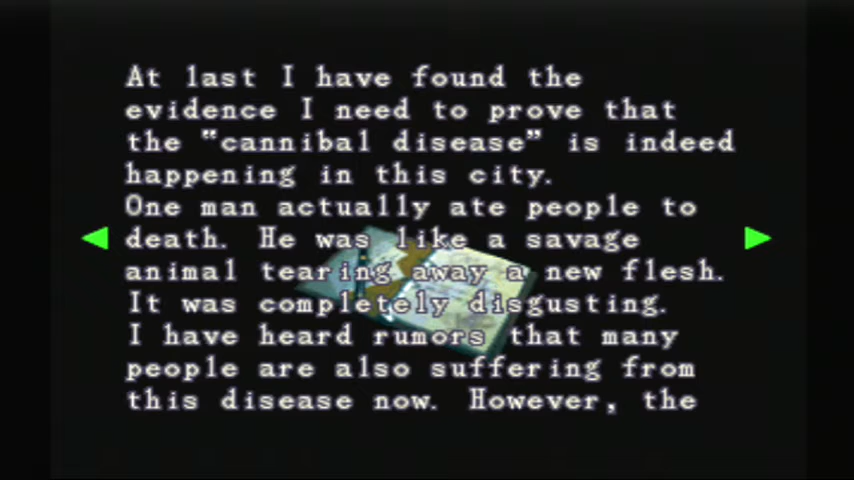 At last I have found the
evidence I need to prove that
the "cannibal disease" is indeed
happening in this city.
One man actually ate people to
death. He was like a savage
animal tearing away a new flesh.
It was completely disgusting.
I have heard rumors that many
people are also suffering from
this disease now. However, the